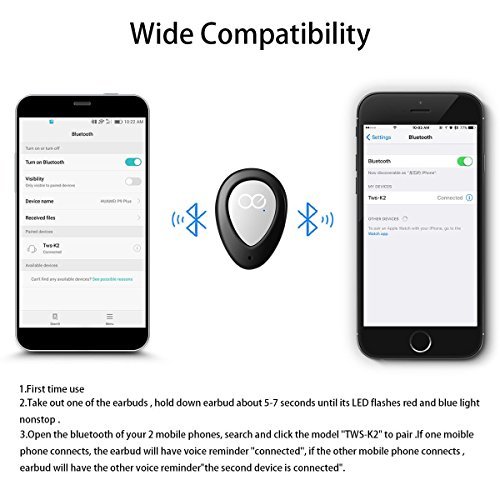 Wide Compatibility
10:22 AM
Bluetooth
Turn on or turn off
Turn on Bluetooth
Visibility
Only visible to paired devices
Device name
HUAWEI P9 Plus
Received files
Paired devices
Tws-K2
Connected
Available devices
Can't find any available devices? See possible reasons
Search
Menu
10:03 AM
77%
Settings
Bluetooth
Bluetooth
Now discoverable as
iPhone".
MY DEVICES
Tws-K2
Connected
OTHER DEVICES
To pair an Apple Watch with your iPhone, go to the
Watch app.
1.First time use
2.Take out one of the earbuds , hold down earbud about 5-7 seconds until its LED flashes red and blue light
nonstop .
3.Open the bluetooth of your 2 mobile phones, search and click the model "TWS-K2" to pair .If one moible
phone connects, the earbud will have voice reminder "connected", if the other mobile phone connects ,
earbud will have the other voice reminder"the second device is connected".